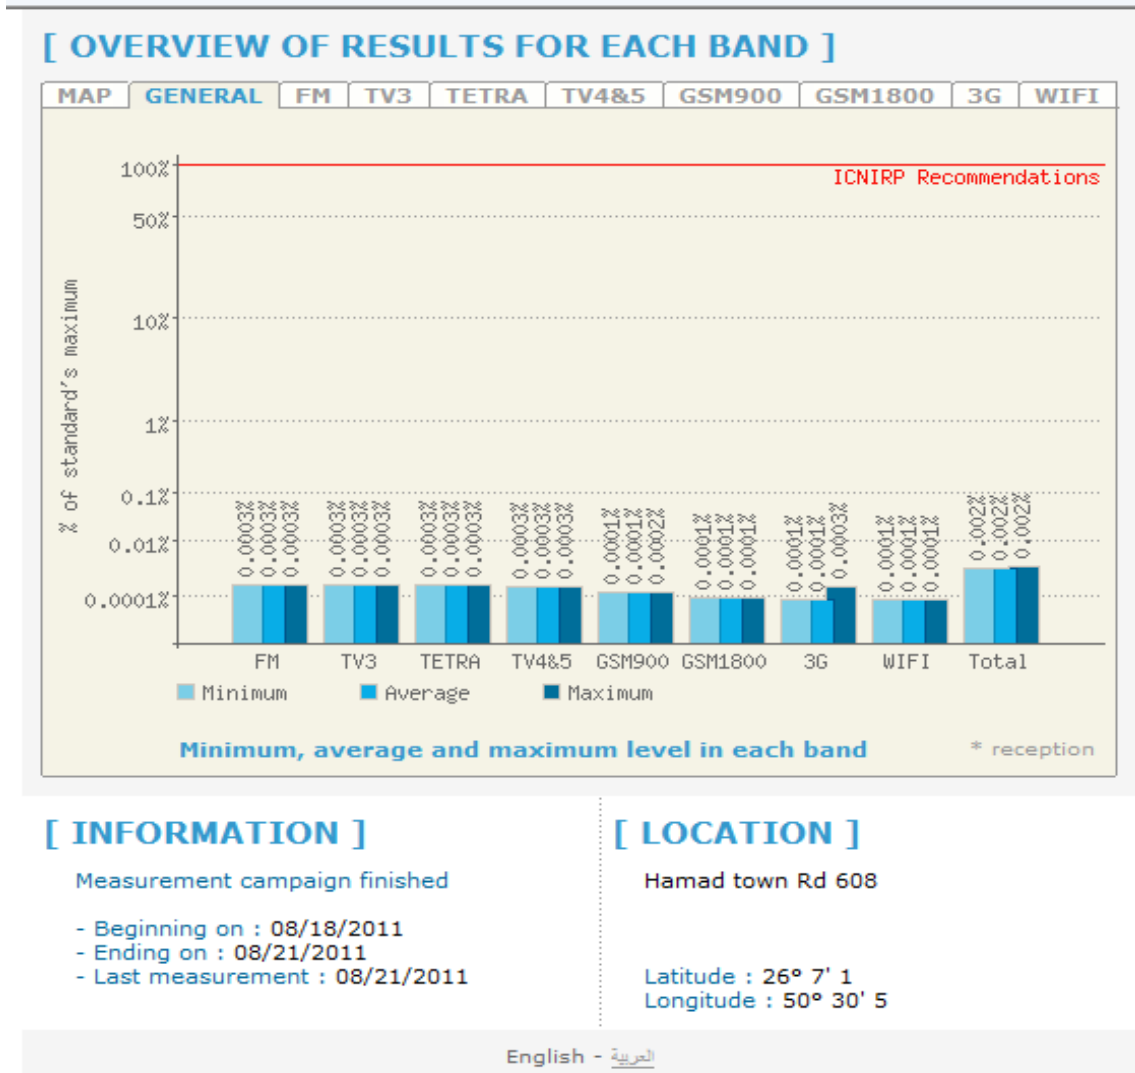 [ OVERVIEW OF RESULTS FOR EACH BAND ]
MAP GENERAL FM TV3 TETRA TV4&5 GSM900 GSM1800 3G WIFI
100%
ICNIRP Recommendations
50%
10%
1%
0.1%
0.01%
0.0001%
% of standard's maximum
0.0003% 0.0003% 0.0003%
0.0003% 0.0003% 0.0003%
0.0003% 0.0003% 0.0003%
0.0003% 0.0003% 0.0003%
0.0001% 0.0001% 0.0002%
0.0001% 0.0001% 0.0001%
0.0001% 0.0001% 0.0003%
0.0001% 0.0001% 0.0001%
0.002% 0.002% 0.002%
FM TV3 TETRA TV4&5 GSM900 GSM1800 3G WIFI Total
Minimum Average Maximum
Minimum, average and maximum level in each band
* reception
[ INFORMATION ]
Measurement campaign finished
- Beginning on : 08/18/2011
- Ending on : 08/21/2011
- Last measurement : 08/21/2011
[ LOCATION ]
Hamad town Rd 608
Latitude : 26° 7' 1
Longitude : 50° 30' 5
English - العربية